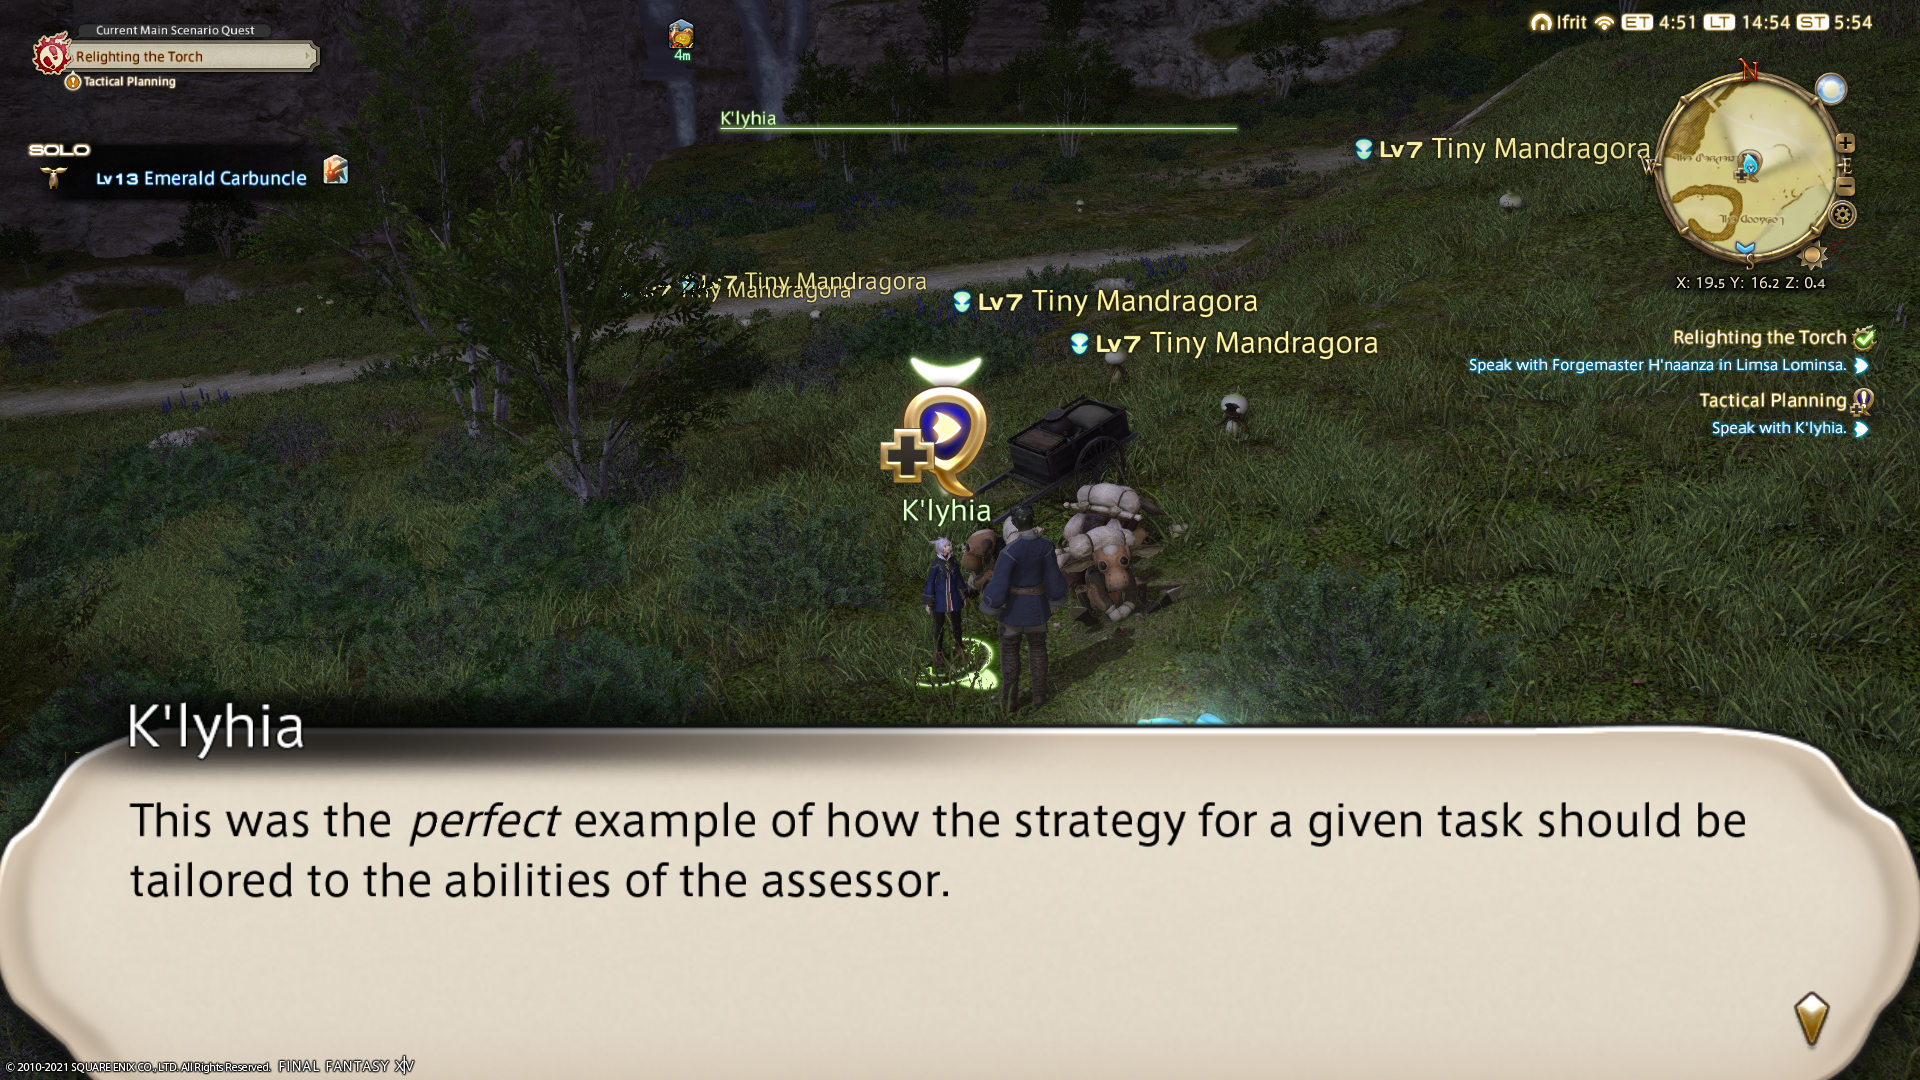 Current Main Scenario Quest
Relighting the Torch
Tactical Planning
4m
Ifrit ET 4:51 LT 14:54 ST 5:54
SOLO
Lv13 Emerald Carbuncle
K'lyhia
Lv7 Tiny Mandragora
N
W
E
S
X: 19.5 Y: 16.2 Z: 0.4
Lv7 Tiny Mandragora
Tiny Mandragora
Lv7 Tiny Mandragora
Lv7 Tiny Mandragora
Relighting the Torch
Speak with Forgemaster H'naanza in Limsa Lominsa.
Tactical Planning
Speak with K'lyhia.
K'lyhia
K'lyhia
This was the perfect example of how the strategy for a given task should be
tailored to the abilities of the assessor.
© 2010-2021 SQUARE ENIX CO., LTD. All Rights Reserved. FINAL FANTASY XIV